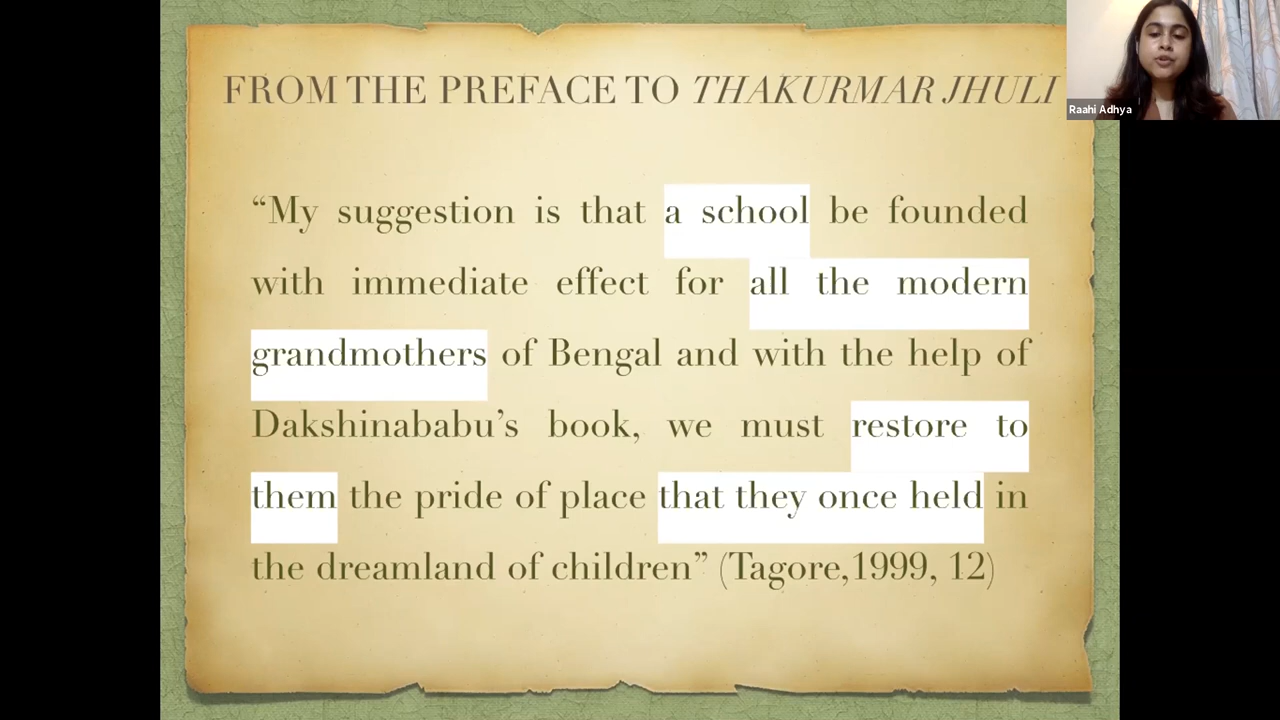 FROM THE PREFACE TO THAKURMAR JHULI
Raahi Adhya
“My suggestion is that a school be founded
with immediate effect for all the modern
grandmothers of Bengal and with the help of
Dakshinababu’s book, we must restore to
them the pride of place that they once held in
the dreamland of children” (Tagore,1999, 12)